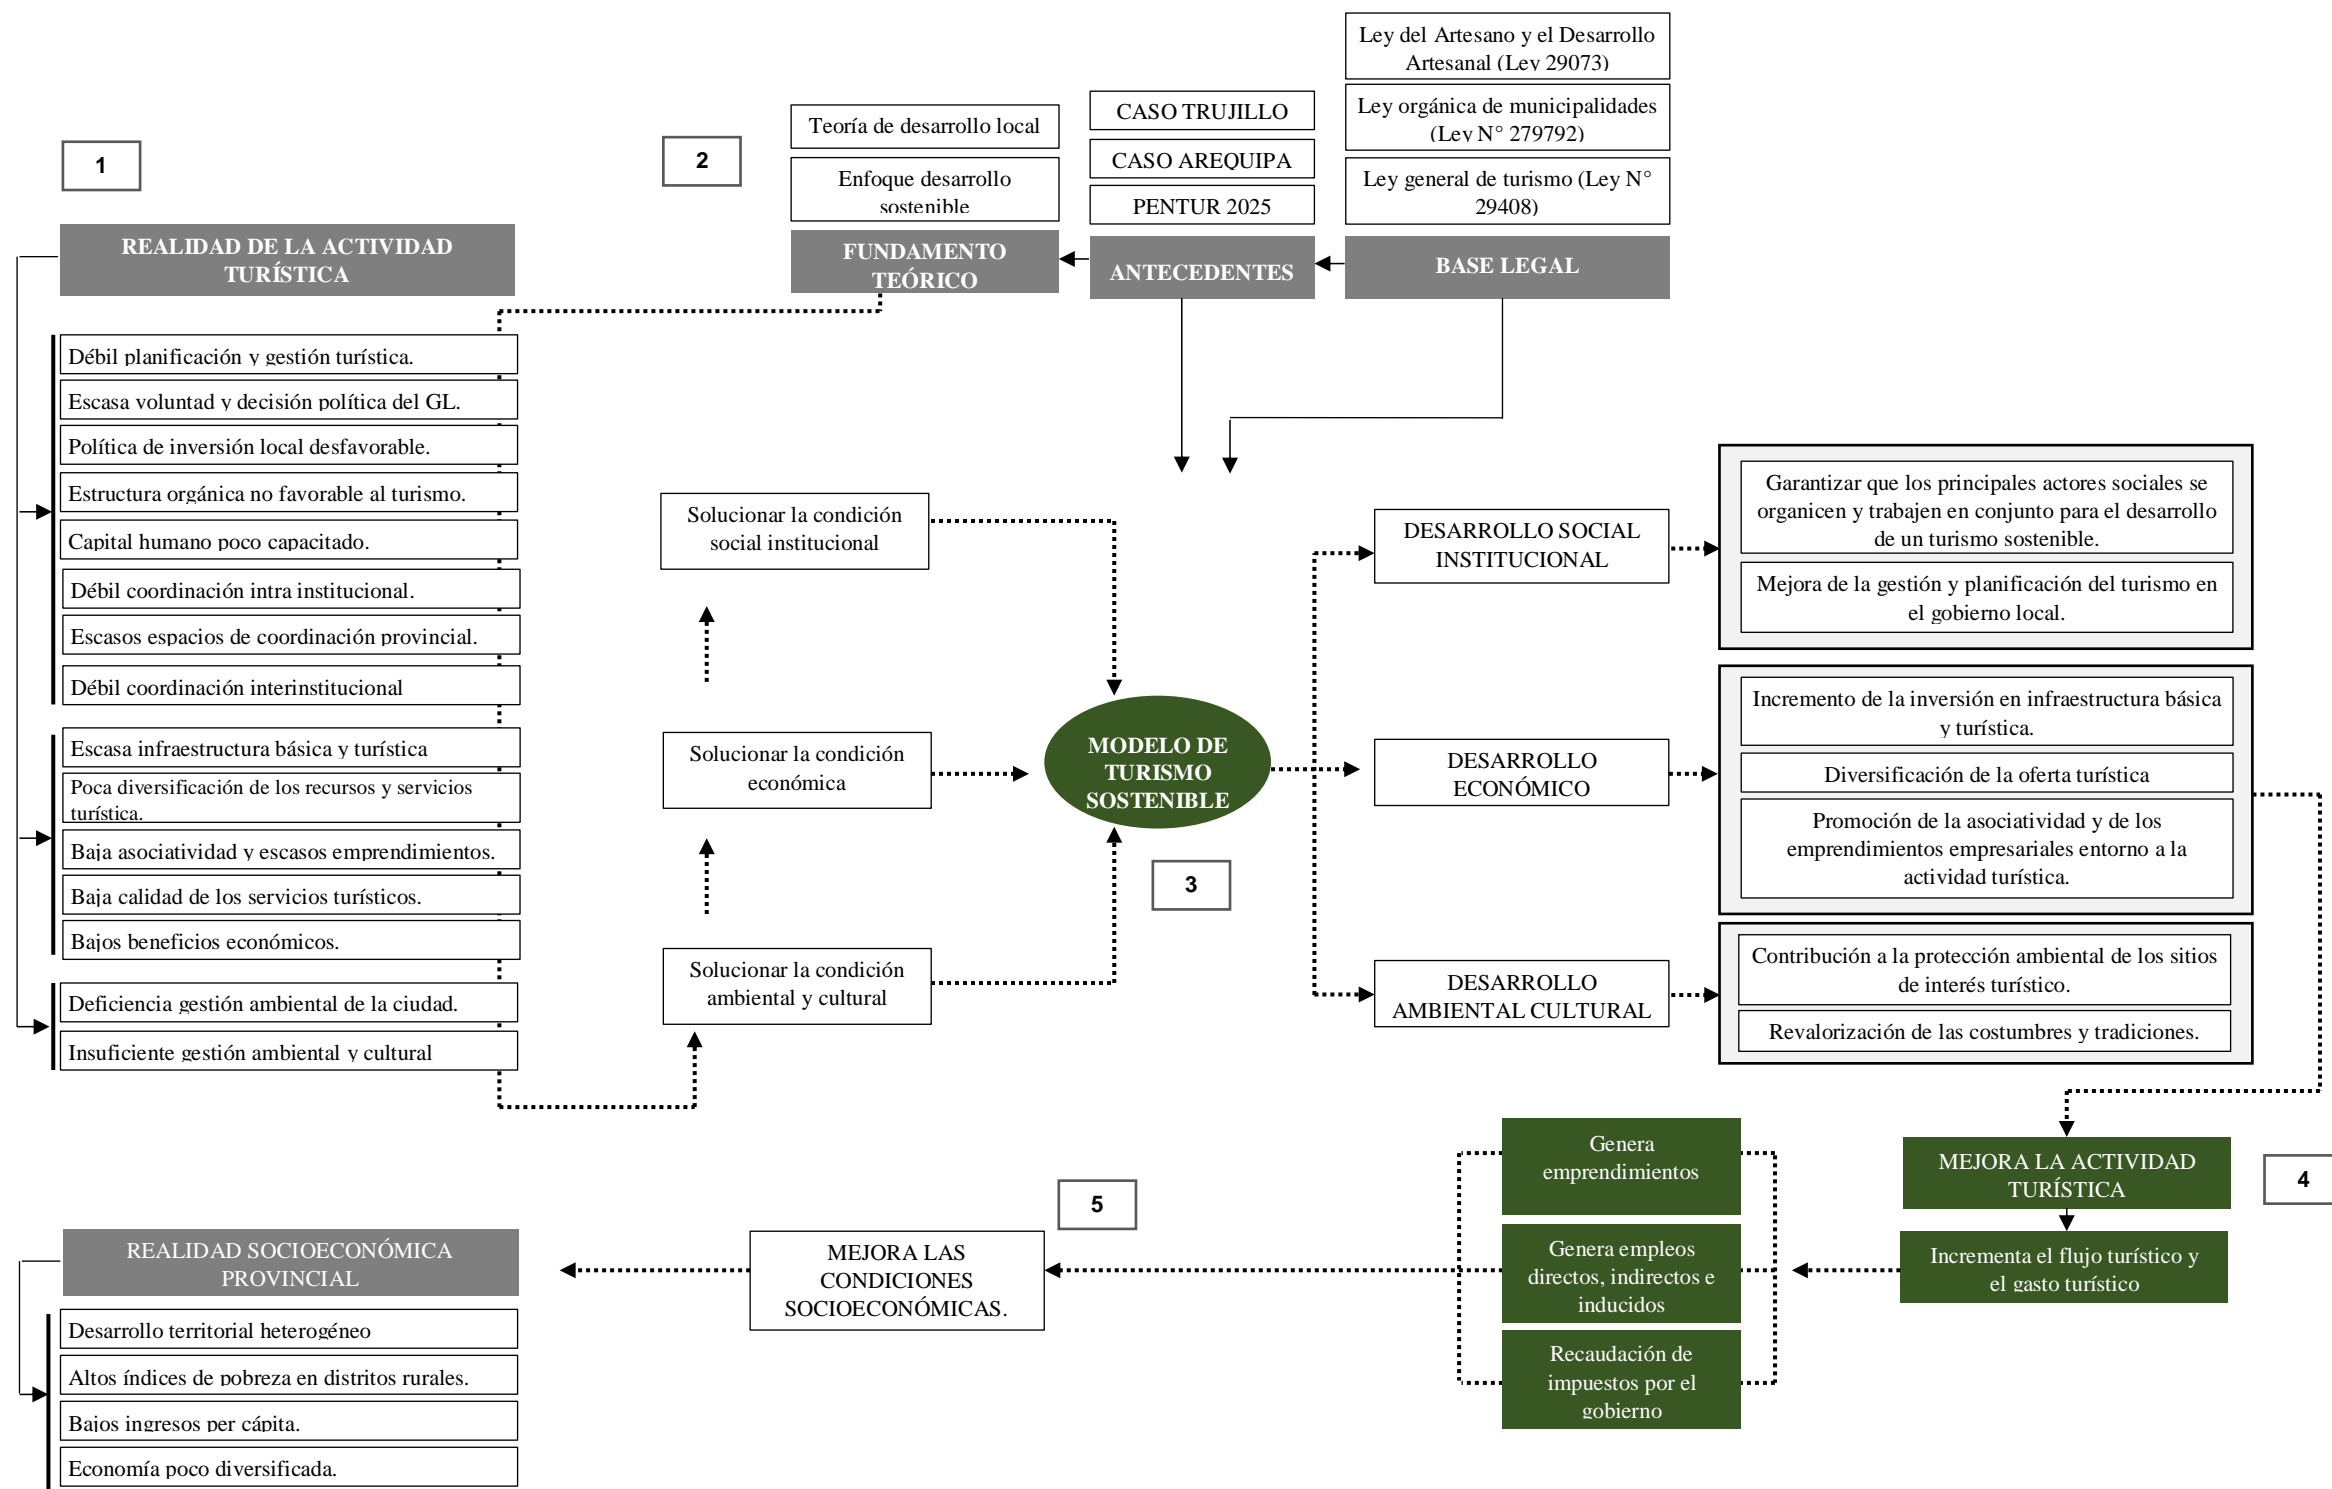 1
REALIDAD DE LA ACTIVIDAD
TURÍSTICA
Débil planificación y gestión turística.
Escasa voluntad y decisión política del GL.
Política de inversión local desfavorable.
Estructura orgánica no favorable al turismo.
Capital humano poco capacitado.
Débil coordinación intra institucional.
Escasos espacios de coordinación provincial.
Débil coordinación interinstitucional
Escasa infraestructura básica y turística
Poca diversificación de los recursos y servicios
turística.
Baja asociatividad y escasos emprendimientos.
Baja calidad de los servicios turísticos.
Bajos beneficios económicos.
Deficiencia gestión ambiental de la ciudad.
Insuficiente gestión ambiental y cultural
2
Teoría de desarrollo local
Enfoque desarrollo
sostenible
FUNDAMENTO
TEÓRICO
CASO TRUJILLO
CASO AREQUIPA
PENTUR 2025
ANTECEDENTES
Ley del Artesano y el Desarrollo
Artesanal (Ley 29073)
Ley orgánica de municipalidades
(Ley N° 279792)
Ley general de turismo (Ley N°
29408)
BASE LEGAL
Solucionar la condición
social institucional
Solucionar la condición
económica
Solucionar la condición
ambiental y cultural
MODELO DE
TURISMO
SOSTENIBLE
3
DESARROLLO SOCIAL
INSTITUCIONAL
DESARROLLO
ECONÓMICO
DESARROLLO
AMBIENTAL CULTURAL
Garantizar que los principales actores sociales se
organicen y trabajen en conjunto para el desarrollo
de un turismo sostenible.
Mejora de la gestión y planificación del turismo en
el gobierno local.
Incremento de la inversión en infraestructura básica
y turística.
Diversificación de la oferta turística
Promoción de la asociatividad y de los
emprendimientos empresariales entorno a la
actividad turística.
Contribución a la protección ambiental de los sitios
de interés turístico.
Revalorización de las costumbres y tradiciones.
MEJORA LA ACTIVIDAD
TURÍSTICA
4
Incrementa el flujo turístico y
el gasto turístico
Genera
emprendimientos
Genera empleos
directos, indirectos e
inducidos
Recaudación de
impuestos por el
gobierno
5
MEJORA LAS
CONDICIONES
SOCIOECONÓMICAS.
REALIDAD SOCIOECONÓMICA
PROVINCIAL
Desarrollo territorial heterogéneo
Altos índices de pobreza en distritos rurales.
Bajos ingresos per cápita.
Economía poco diversificada.